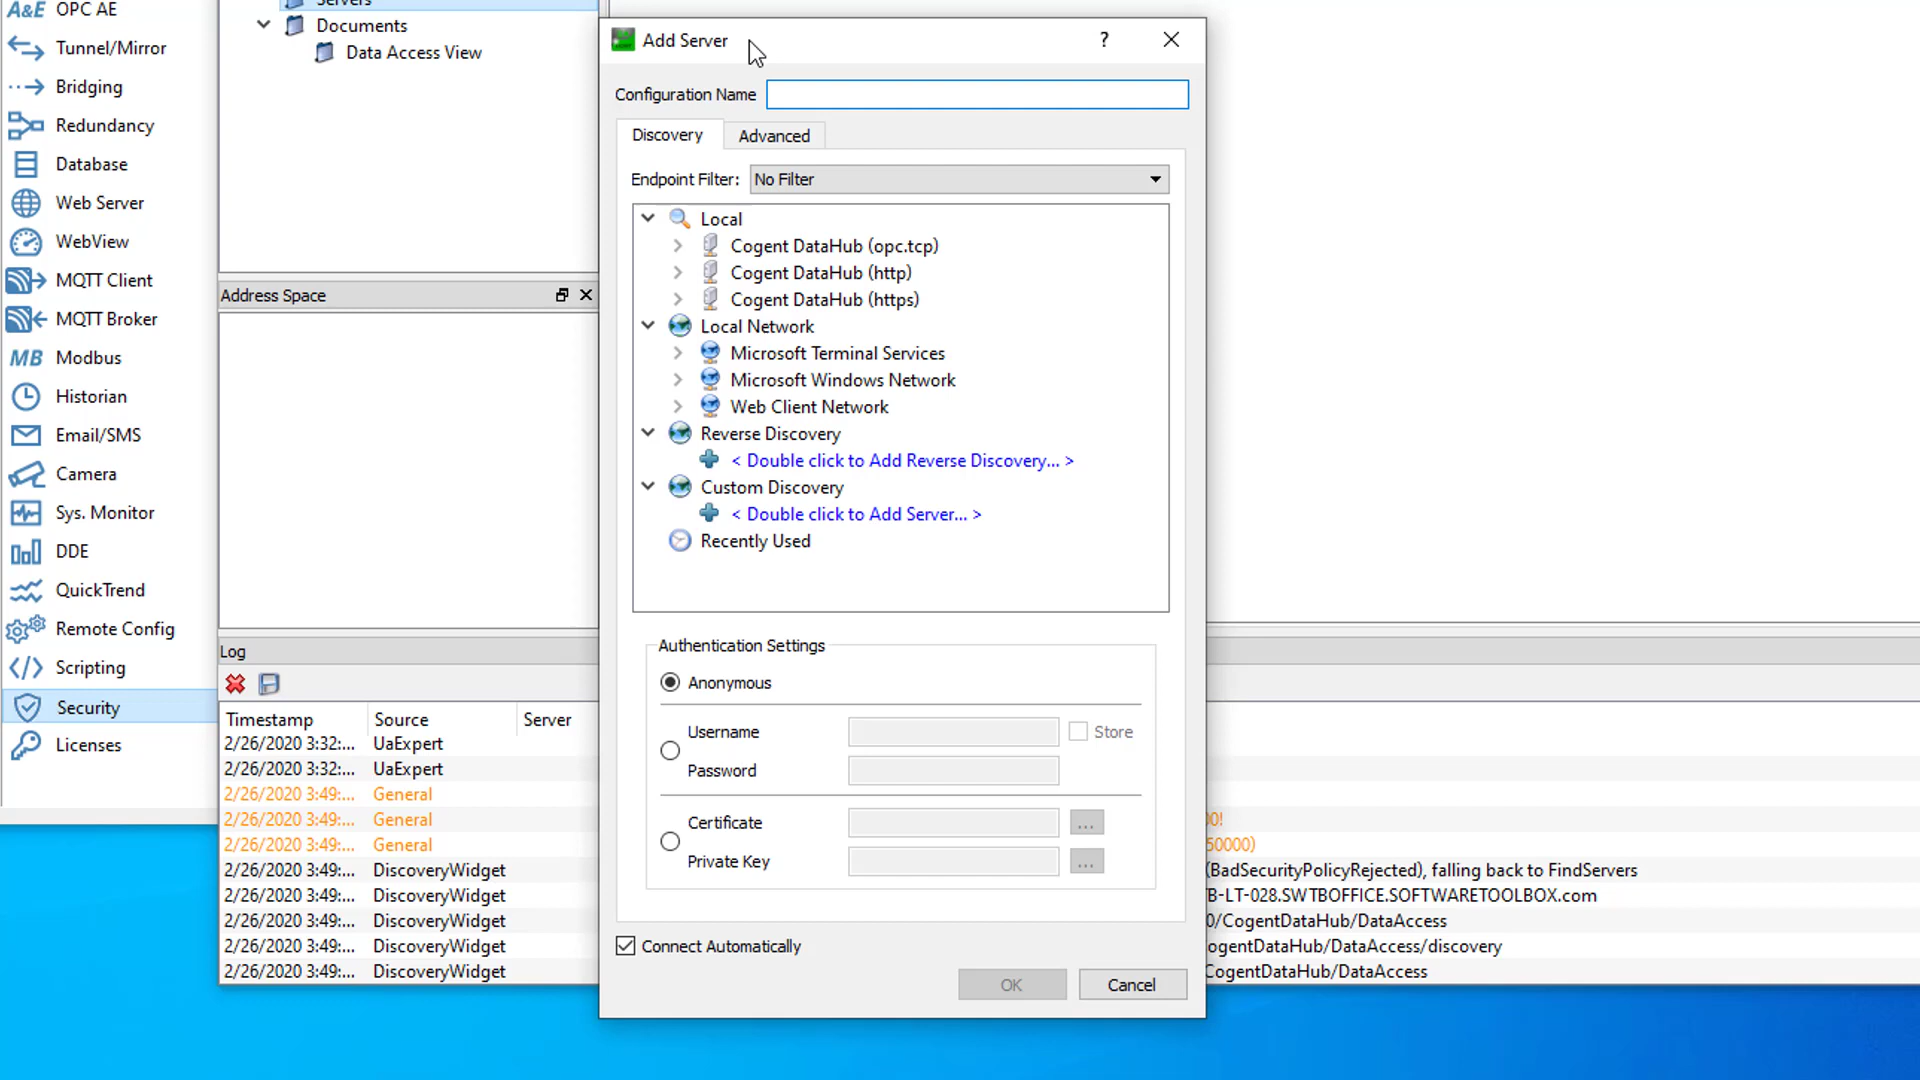 A&E OPC AE
Tunnel/Mirror
Bridging
Redundancy
Database
Web Server
WebView
MQTT Client
MQTT Broker
MB Modbus
Historian
Email/SMS
Camera
Sys. Monitor
DDE
QuickTrend
Remote Config
Scripting
Security
Licenses
Servers
Documents
Data Access View
Address Space
Log
Timestamp Source Server
2/26/2020 3:32:... UaExpert
2/26/2020 3:32:... UaExpert
2/26/2020 3:49:... General
2/26/2020 3:49:... General
2/26/2020 3:49:... General
2/26/2020 3:49:... DiscoveryWidget
2/26/2020 3:49:... DiscoveryWidget
2/26/2020 3:49:... DiscoveryWidget
2/26/2020 3:49:... DiscoveryWidget
2/26/2020 3:49:... DiscoveryWidget
Add Server
?
Configuration Name
Discovery Advanced
Endpoint Filter: No Filter
Local
Cogent DataHub (opc.tcp)
Cogent DataHub (http)
Cogent DataHub (https)
Local Network
Microsoft Terminal Services
Microsoft Windows Network
Web Client Network
Reverse Discovery
< Double click to Add Reverse Discovery... >
Custom Discovery
< Double click to Add Server... >
Recently Used
Authentication Settings
Anonymous
Username Store
Password
Certificate ...
Private Key ...
Connect Automatically
OK Cancel
00!
50000)
(BadSecurityPolicyRejected), falling back to FindServers
B-LT-028.SWTBOFFICE.SOFTWARETOOLBOX.com
0/CogentDataHub/DataAccess
ogentDataHub/DataAccess/discovery
CogentDataHub/DataAccess